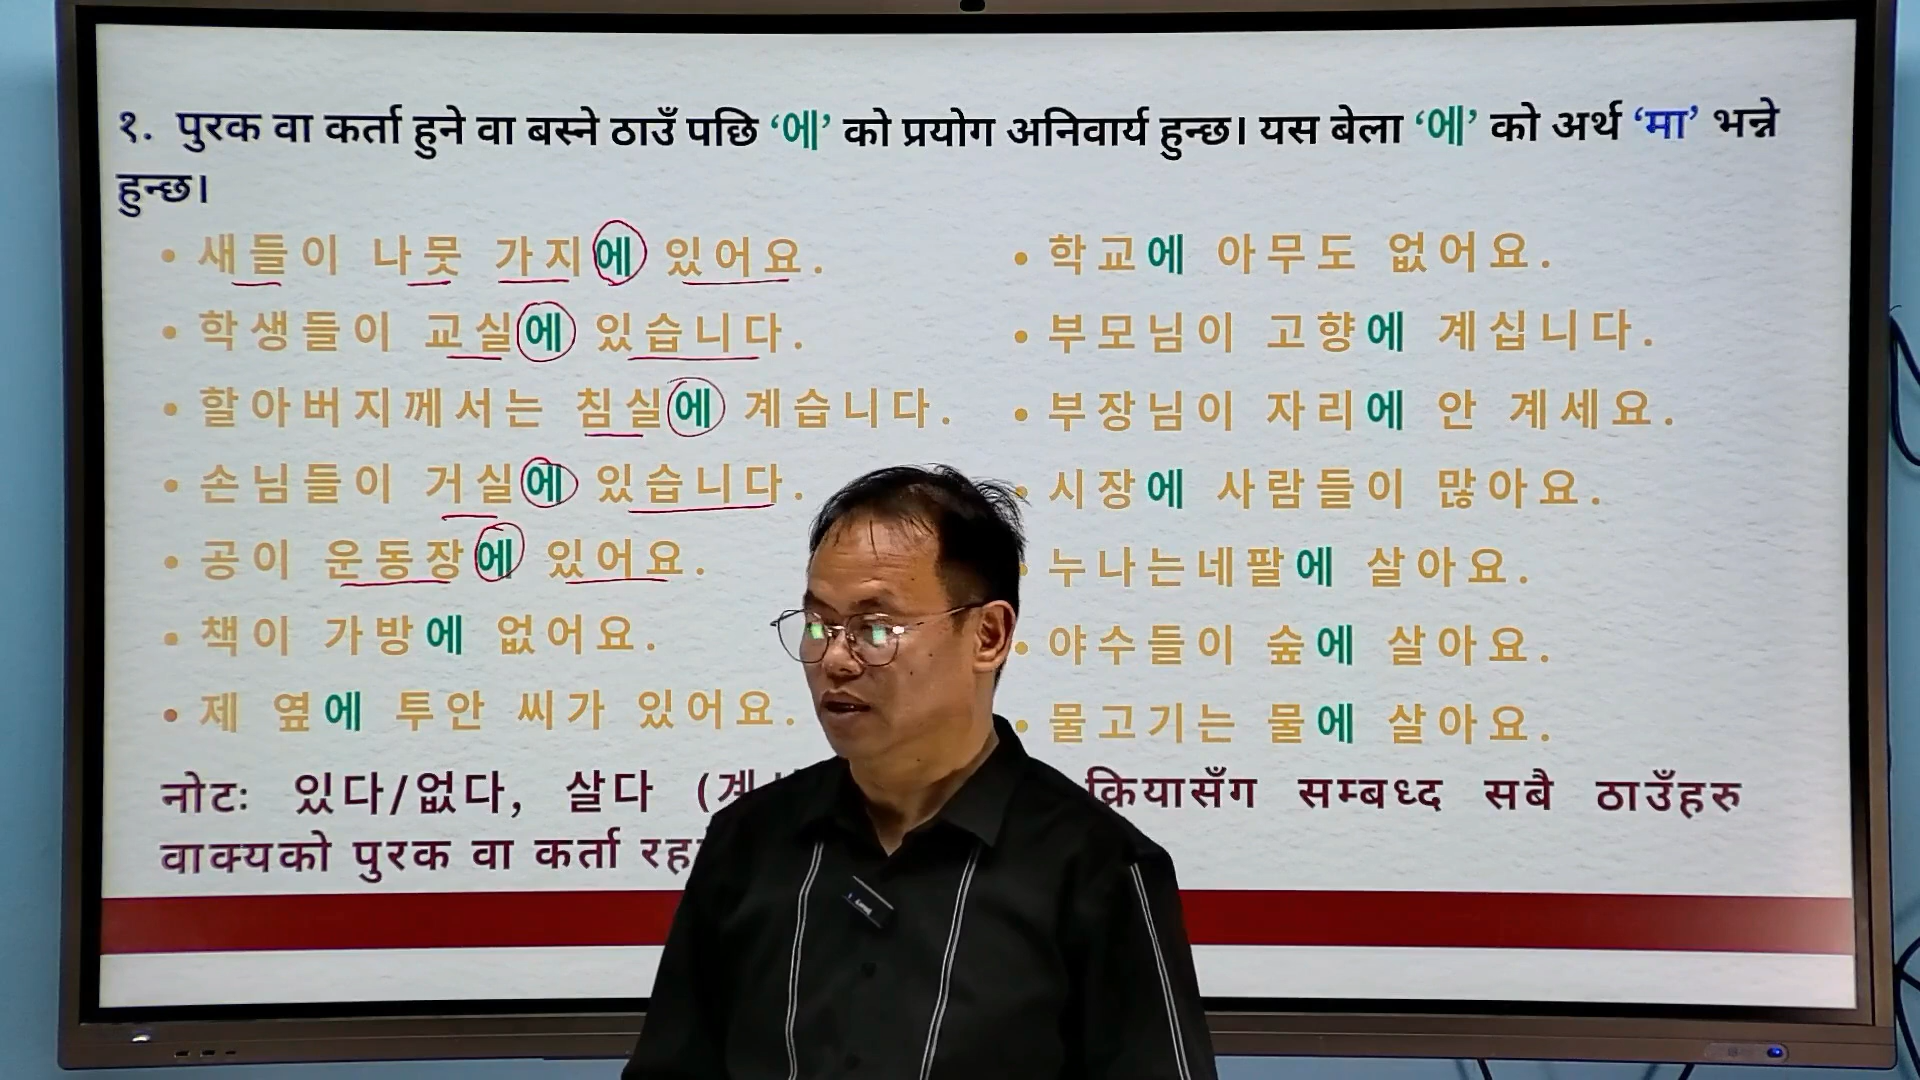 १. पुरक वा कर्ता हुने वा बस्ने ठाउँ पछि ‘에’ को प्रयोग अनिवार्य हुन्छ। यस बेला ‘에’ को अर्थ ‘मा’ भन्ने
हुन्छ।
• 새들이 나뭇 가지에 있어요.
• 학생들이 교실에 있습니다.
• 할아버지께서는 침실에 계습니다.
• 손님들이 거실에 있습니다.
• 공이 운동장에 있어요.
• 책이 가방에 없어요.
• 제 옆에 투안 씨가 있어요.
• 학교에 아무도 없어요.
• 부모님이 고향에 계십니다.
• 부장님이 자리에 안 계세요.
• 시장에 사람들이 많아요.
• 누나는네팔에 살아요.
• 야수들이 숲에 살아요.
• 물고기는 물에 살아요.
नोटः 있다/없다, 살다 क्रियासँग सम्बध्द सबै ठाउँहरु
वाक्यको पुरक वा कर्ता